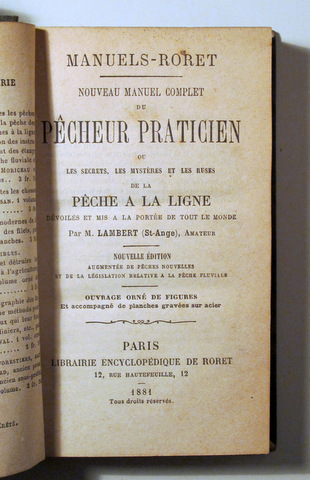 MANUELS-RORET
NOUVEAU MANUEL COMPLET
DU
PÊCHEUR PRATICIEN
OU
LES SECRETS, LES MYSTÈRES ET LES RUSES
DE LA
PÊCHE A LA LIGNE
DÉVOILÉS ET MIS A LA PORTÉE DE TOUT LE MONDE
Par M. LAMBERT (St-Ange), AMATEUR
NOUVELLE ÉDITION
AUGMENTÉE DE PÊCHES NOUVELLES
ET DE LA LÉGISLATION RELATIVE A LA PÊCHE FLUVIALE
OUVRAGE ORNÉ DE FIGURES
Et accompagné de planches gravées sur acier
PARIS
LIBRAIRIE ENCYCLOPÉDIQUE DE RORET
12, RUE HAUTEFEUILLE, 12
1881
Tous droits réservés.